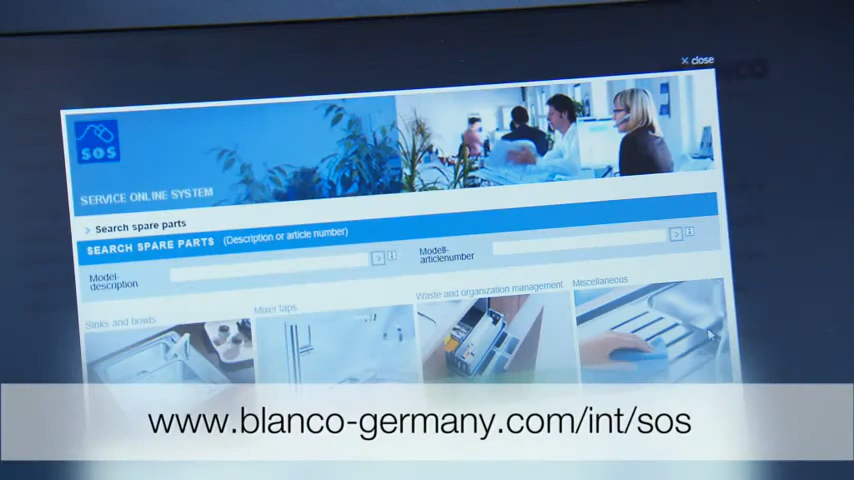 × close
SOS
SERVICE ONLINE SYSTEM
Search spare parts
SEARCH SPARE PARTS (Description or article number)
Model-
description
Modell-
articlenumber
Sinks and bowls
Mixer taps
Waste and organization management
Miscellaneous
www.blanco-germany.com/int/sos